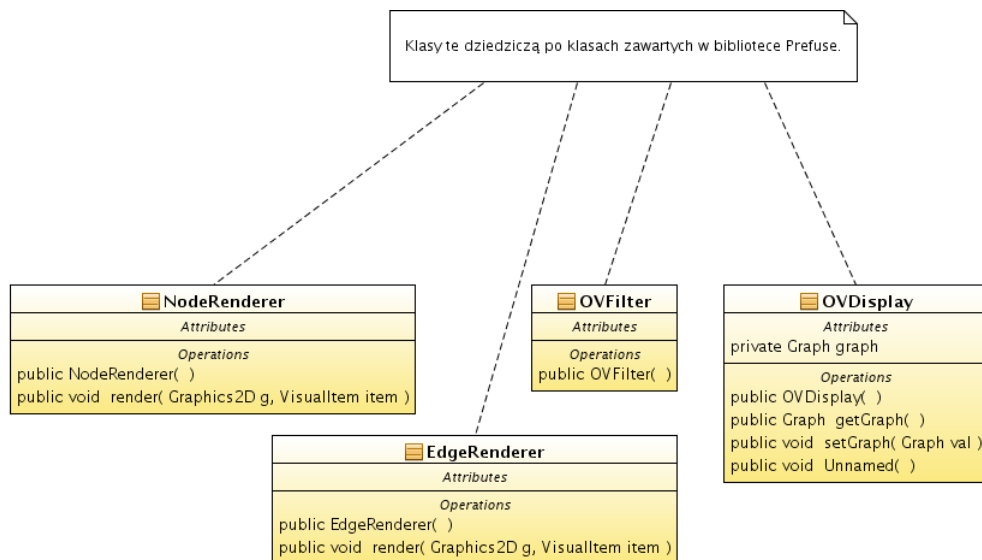 Klasy te dziedziczą po klasach zawartych w bibliotece Prefuse.
NodeRenderer
Attributes
Operations
public NodeRenderer( )
public void render( Graphics2D g, VisualItem item )
OVFilter
Attributes
Operations
public OVFilter( )
OVDisplay
Attributes
private Graph graph
Operations
public OVDisplay( )
public Graph getGraph( )
public void setGraph( Graph val )
public void Unnamed( )
EdgeRenderer
Attributes
Operations
public EdgeRenderer( )
public void render( Graphics2D g, VisualItem item )